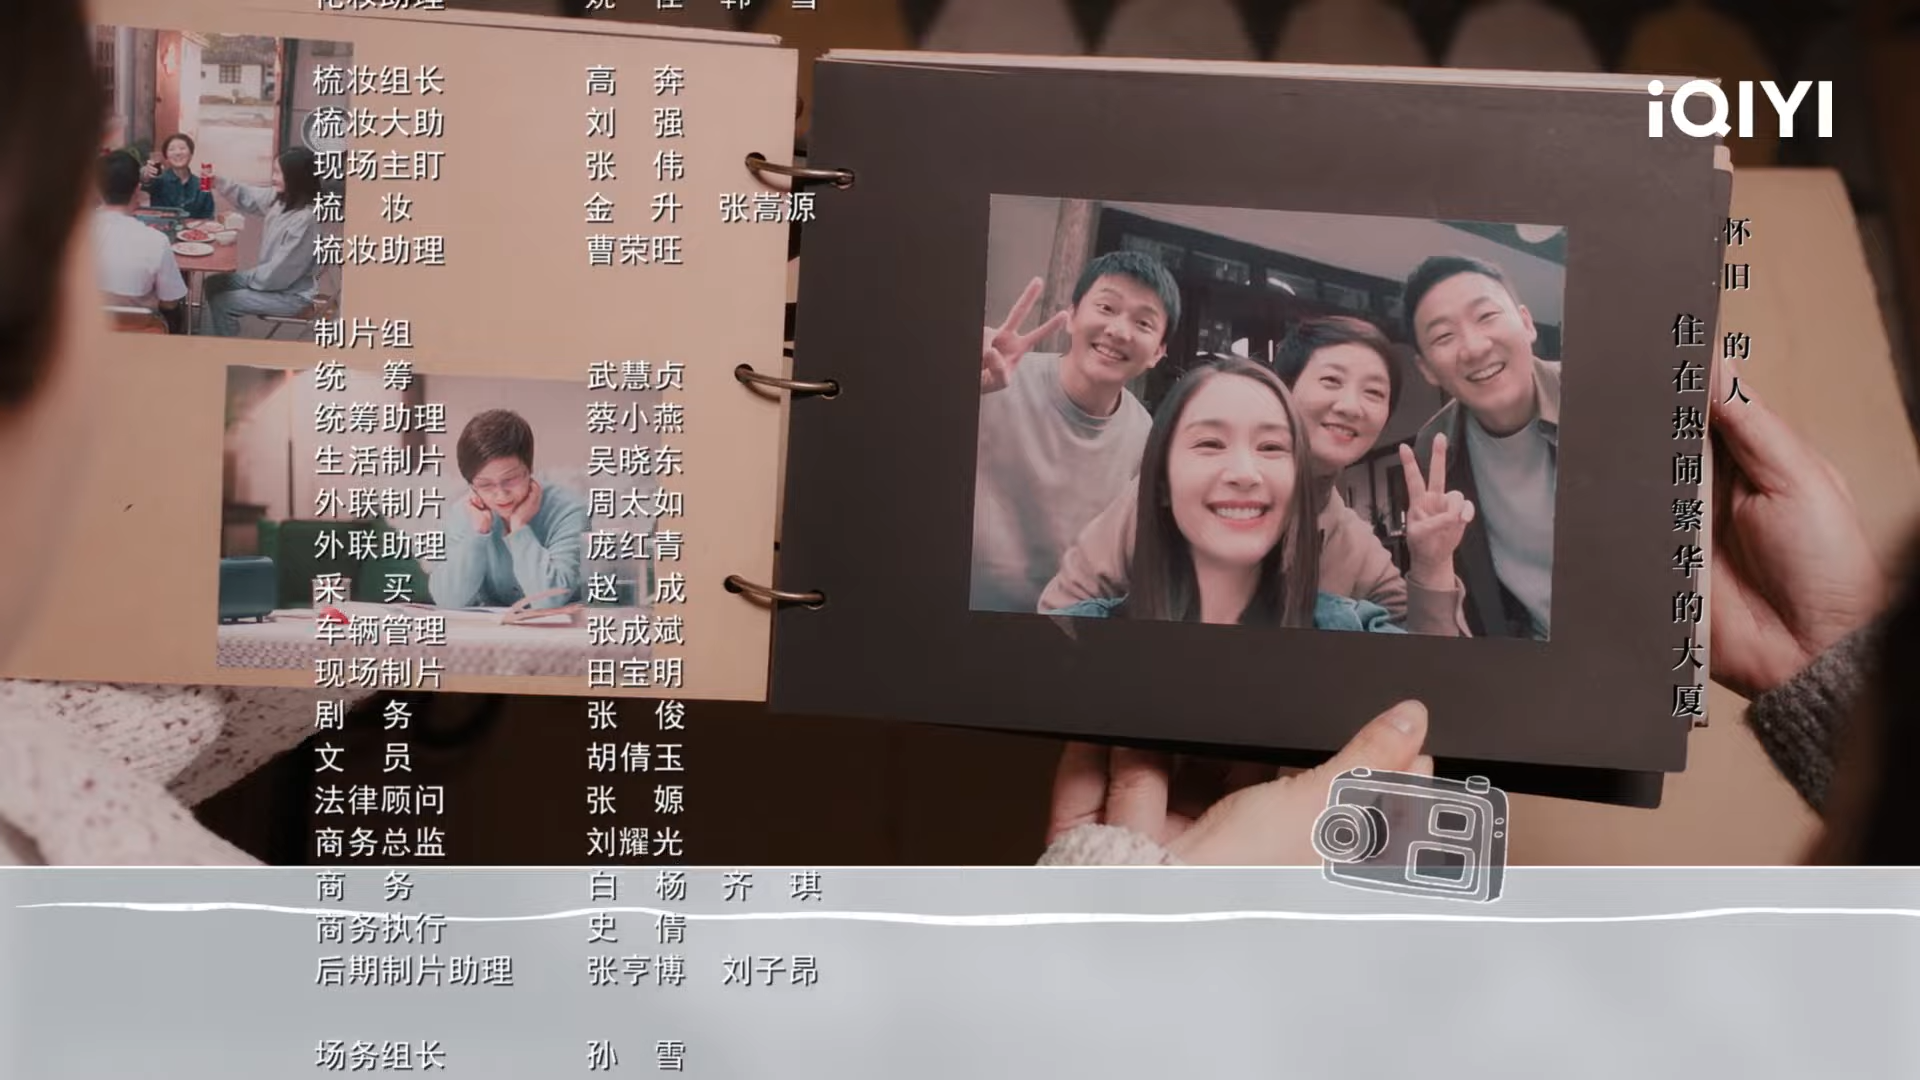 iQIYI
梳妆组长 高 奔
梳妆大助 刘 强
现场主盯 张 伟
梳 妆 金 升 张嵩源
梳妆助理 曹荣旺
制片组
统 筹 武慧贞
统筹助理 蔡小燕
生活制片 吴晓东
外联制片 周太如
外联助理 庞红青
采 买 赵 成
车辆管理 张成斌
现场制片 田宝明
剧 务 张 俊
文 员 胡倩玉
法律顾问 张 嫄
商务总监 刘耀光
商 务 白 杨 齐 琪
商务执行 史 倩
后期制片助理 张亨博 刘子昂
场务组长 孙 雪
怀旧 的人
住在热闹繁华的大厦